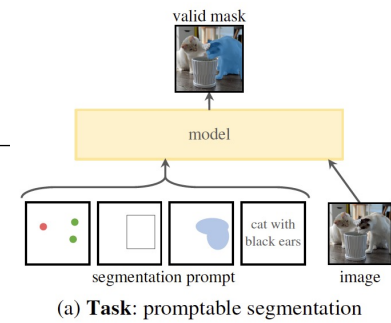 valid mask
model
cat with
black ears
segmentation prompt
image
(a) Task: promptable segmentation